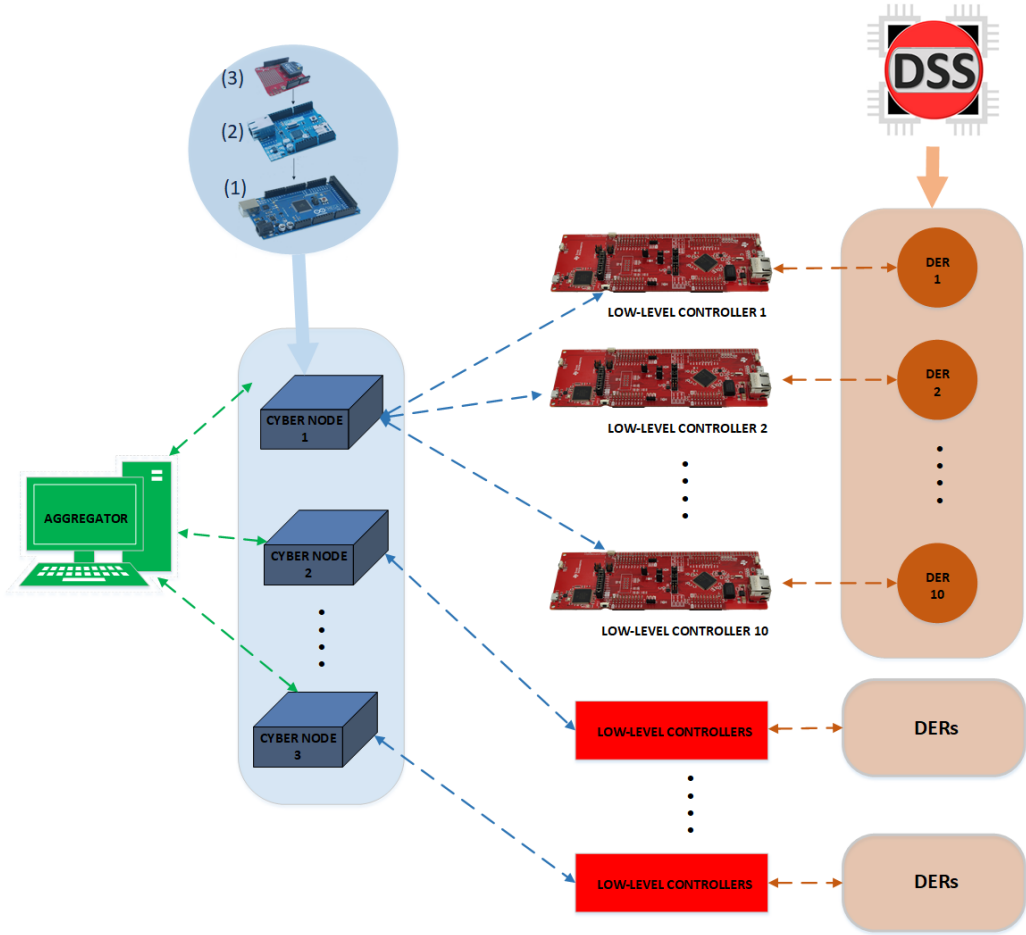 (3)
(2)
(1)
DSS
DER
1
LOW-LEVEL CONTROLLER 1
DER
2
CYBER NODE
1
LOW-LEVEL CONTROLLER 2
AGGREGATOR
CYBER NODE
2
DER
10
LOW-LEVEL CONTROLLER 10
CYBER NODE
3
LOW-LEVEL CONTROLLERS
DERs
LOW-LEVEL CONTROLLERS
DERs